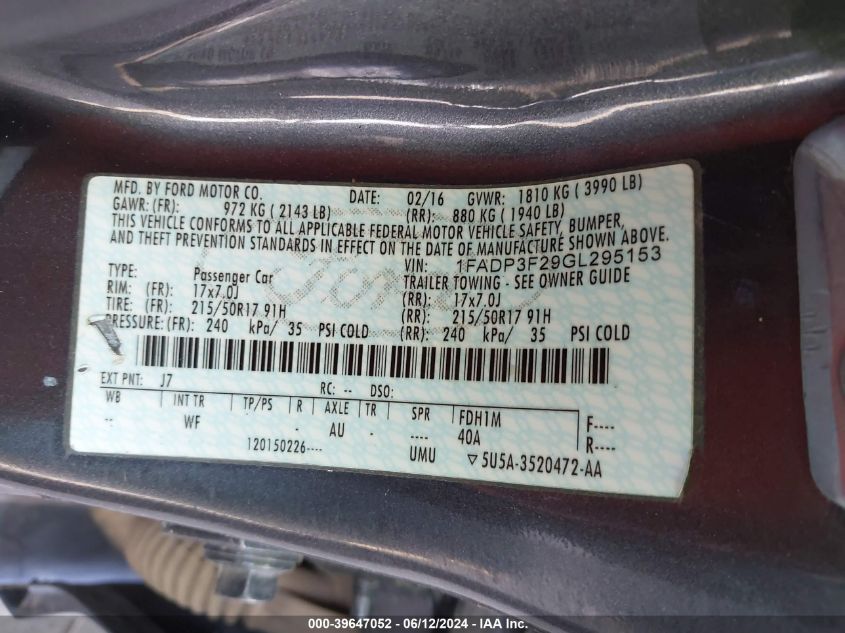 MFD. BY FORD MOTOR CO. DATE: 02/16 GVWR: 1810 KG ( 3990 LB)
GAWR: (FR): 972 KG ( 2143 LB) (RR): 880 KG ( 1940 LB)
THIS VEHICLE CONFORMS TO ALL APPLICABLE FEDERAL MOTOR VEHICLE SAFETY, BUMPER,
AND THEFT PREVENTION STANDARDS IN EFFECT ON THE DATE OF MANUFACTURE SHOWN ABOVE.
VIN: 1FADP3F29GL295153
TYPE: Passenger Car TRAILER TOWING - SEE OWNER GUIDE
RIM: (FR): 17x7.0J (RR): 17x7.0J
TIRE: (FR): 215/50R17 91H (RR): 215/50R17 91H
PRESSURE: (FR): 240 kPa/ 35 PSI COLD (RR): 240 kPa/ 35 PSI COLD
EXT PNT: J7 RC: -- DSO:
WB INT TR TP/PS R AXLE TR SPR FDH1M F----
-- WF - - AU - ---- 40A R----
120150226---- UMU ▽5U5A-3520472-AA
000-39647052 - 06/12/2024 - IAAI.com